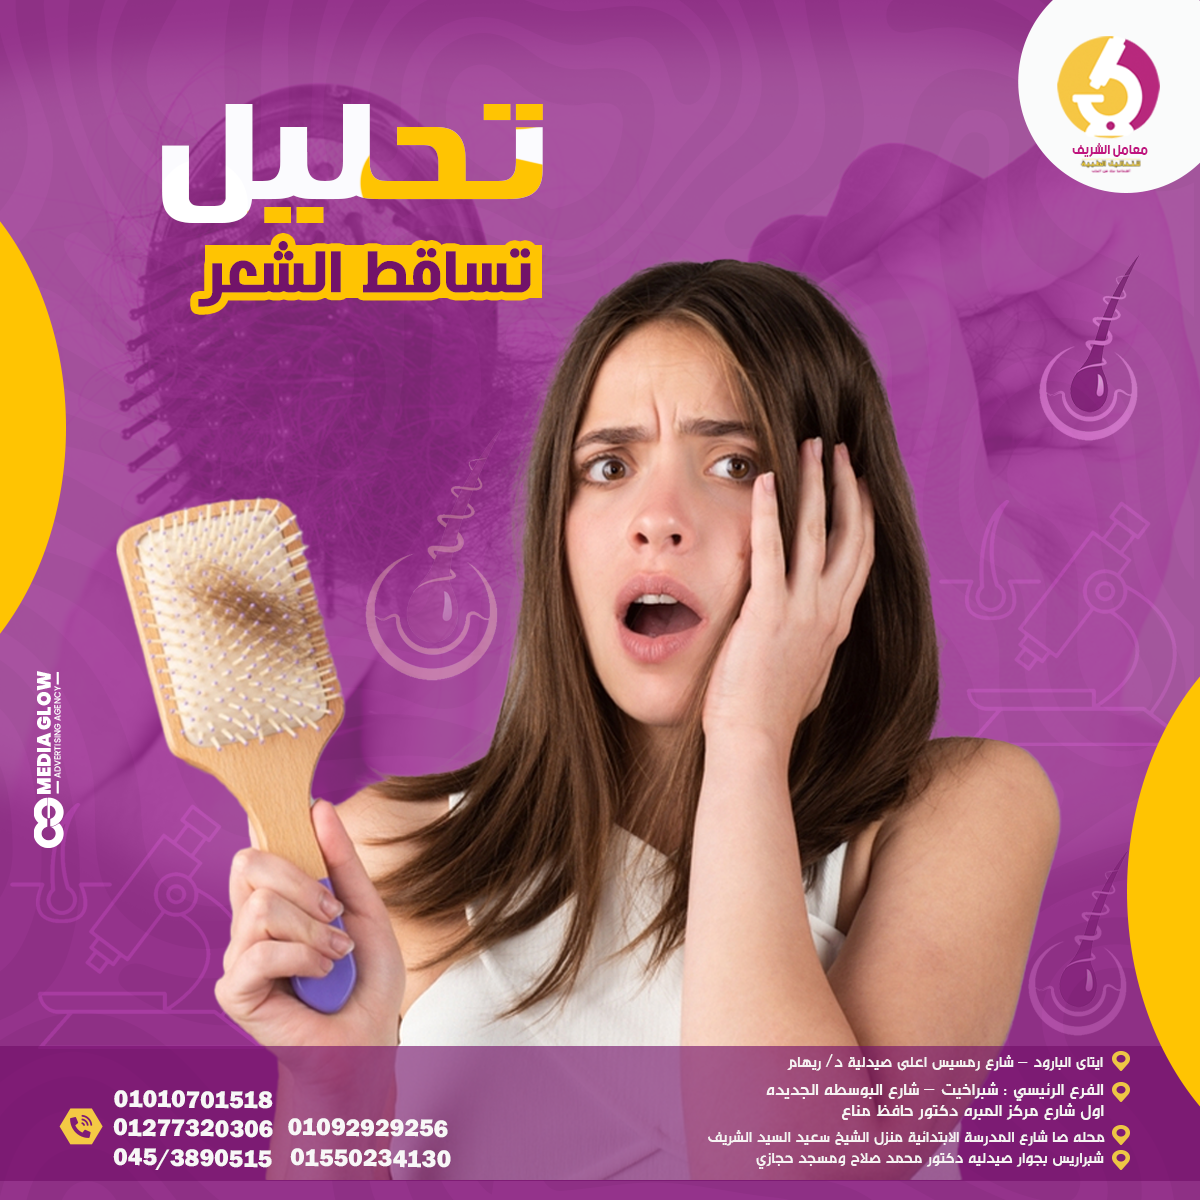 معامل الشريف
للتحاليل الطبية
تحليل
تساقط الشعر
MEDIA GLOW
ADVERTISING AGENCY
ايتاى البارود – شارع رمسيس اعلى صيدلية د/ ريهام
الفرع الرئيسي : شبراخيت – شارع البوسطه الجديده
اول شارع مركز المبره دكتور حافظ مناع
محله صا شارع المدرسة الابتدائية منزل الشيخ سعيد السيد الشريف
شبراريس بجوار صيدليه دكتور محمد صلاح ومسجد حجازي
01010701518
01277320306 01092929256
045/3890515 01550234130